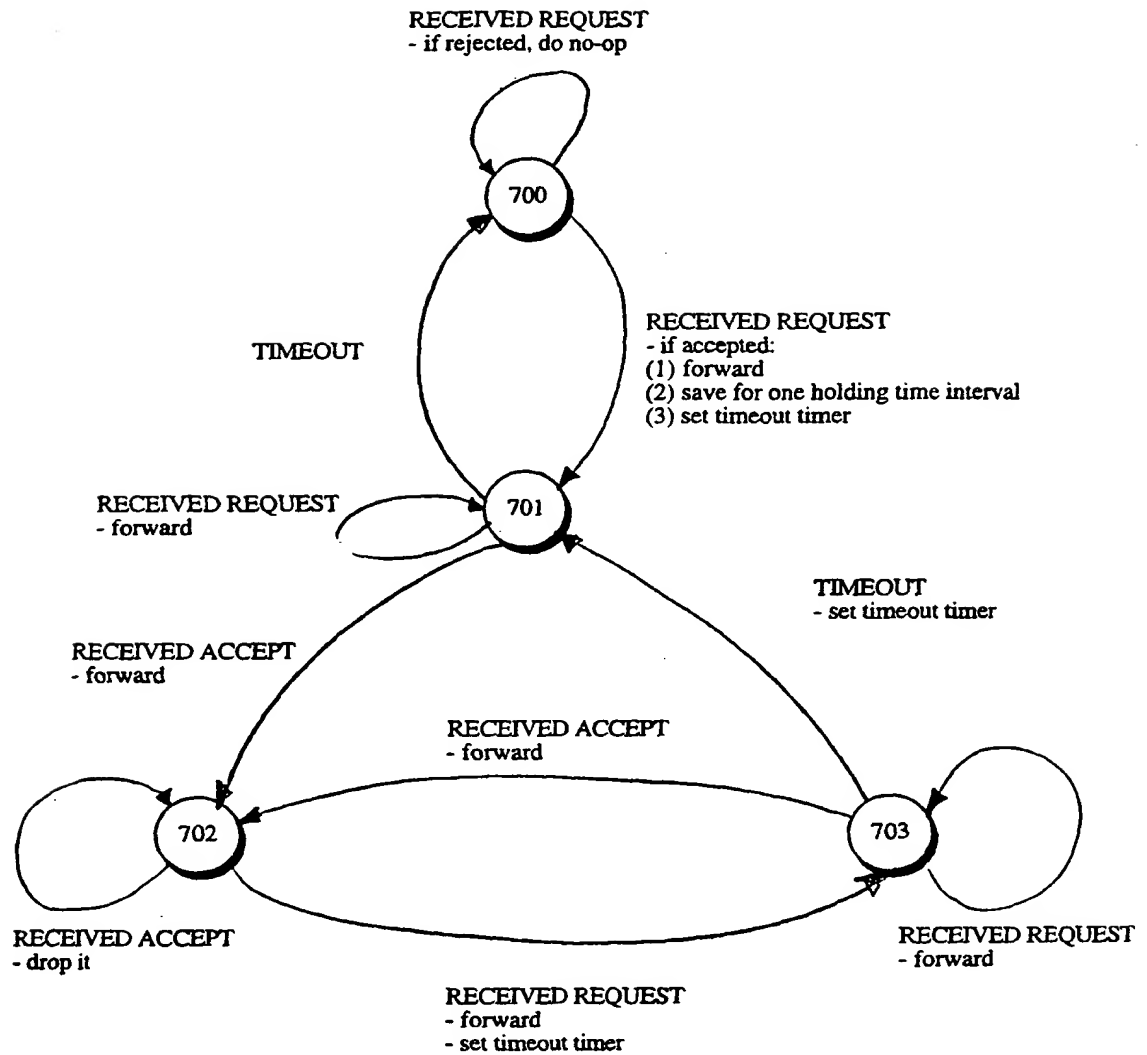 RECEIVED REQUEST
- if rejected, do no-op
700
TIMEOUT
RECEIVED REQUEST
- if accepted:
(1) forward
(2) save for one holding time interval
(3) set timeout timer
RECEIVED REQUEST
- forward
701
TIMEOUT
- set timeout timer
RECEIVED ACCEPT
- forward
RECEIVED ACCEPT
- forward
702
703
RECEIVED ACCEPT
- drop it
RECEIVED REQUEST
- forward
RECEIVED REQUEST
- forward
- set timeout timer